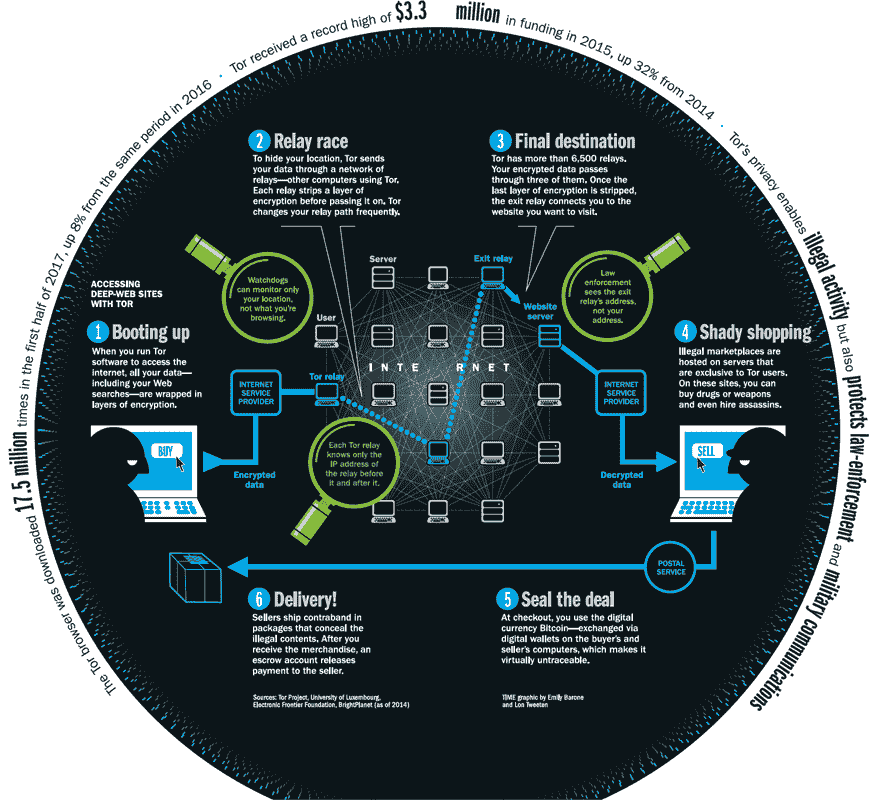 The Tor browser was downloaded 17.5 million times in the first half of 2017, up 8% from the same period in 2016 · Tor received a record high of $3.3 million in funding in 2015, up 32% from 2014 · Tor's privacy enables illegal activity but also protects law-enforcement and military communications
ACCESSING
DEEP-WEB SITES
WITH TOR
1 Booting up
When you run Tor
software to access the
internet, all your data—
including your Web
searches—are wrapped in
layers of encryption.
2 Relay race
To hide your location, Tor sends
your data through a network of
relays—other computers using Tor.
Each relay strips a layer of
encryption before passing it on. Tor
changes your relay path frequently.
3 Final destination
Tor has more than 6,500 relays.
Your encrypted data passes
through three of them. Once the
last layer of encryption is stripped,
the exit relay connects you to the
website you want to visit.
Watchdogs
can monitor only
your location,
not what you're
browsing.
Server
Exit relay
Law
enforcement
sees the exit
relay's address,
not your
address.
User
Website
server
Tor relay
INTERNET
INTERNET
SERVICE
PROVIDER
INTERNET
SERVICE
PROVIDER
4 Shady shopping
Illegal marketplaces are
hosted on servers that
are exclusive to Tor users.
On these sites, you can
buy drugs or weapons
and even hire assassins.
BUY
Encrypted
data
Each Tor relay
knows only the
IP address of
the relay before
it and after it.
Decrypted
data
SELL
POSTAL
SERVICE
5 Seal the deal
At checkout, you use the digital
currency Bitcoin—exchanged via
digital wallets on the buyer's and
seller's computers, which makes it
virtually untraceable.
6 Delivery!
Sellers ship contraband in
packages that conceal the
illegal contents. After you
receive the merchandise, an
escrow account releases
payment to the seller.
Sources: Tor Project, University of Luxembourg,
Electronic Frontier Foundation, BrightPlanet (as of 2014)
TIME graphic by Emily Barone
and Lon Tweeten